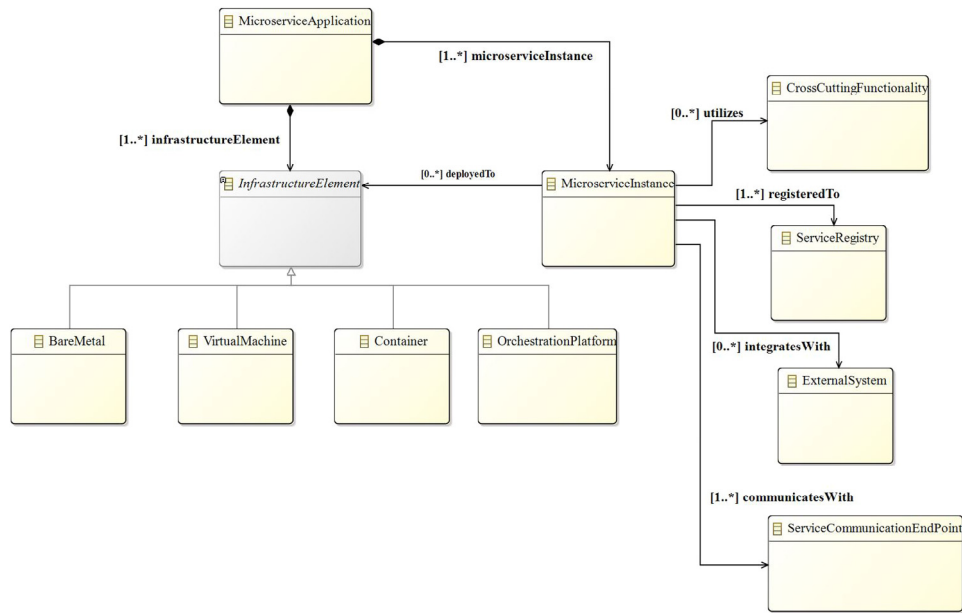 MicroserviceApplication
[1..*] microserviceInstance
CrossCuttingFunctionality
[0..*] utilizes
[1..*] infrastructureElement
InfrastructureElement
[0..*] deployedTo
MicroserviceInstance
[1..*] registeredTo
ServiceRegistry
BareMetal
VirtualMachine
Container
OrchestrationPlatform
[0..*] integratesWith
ExternalSystem
[1..*] communicatesWith
ServiceCommunicationEndPoint